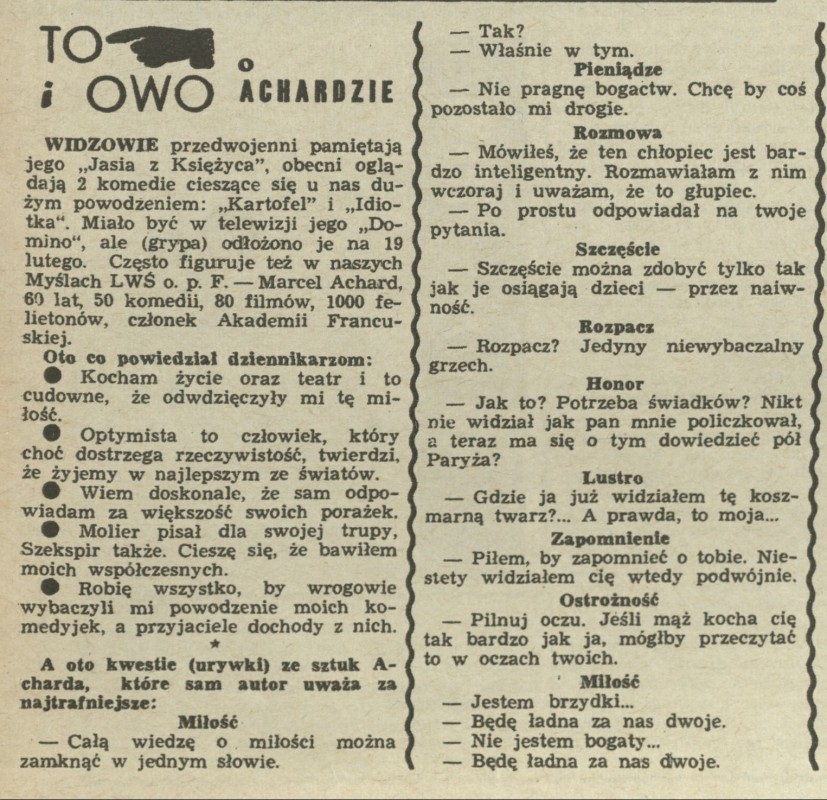 TO
i OWO
o
ACHARDZIE
WIDZOWIE przedwojenni pamiętają
jego „Jasia z Księżyca”, obecni oglą-
dają 2 komedie cieszące się u nas du-
żym powodzeniem: „Kartofel” i „Idio-
tka”. Miało być w telewizji jego „Do-
mino”, ale (grypa) odłożono je na 19
lutego. Często figuruje też w naszych
Myślach LWŚ o. p. F. — Marcel Achard,
60 lat, 50 komedii, 80 filmów, 1000 fe-
lietonów, członek Akademii Francu-
skiej.
Oto co powiedział dziennikarzom:
● Kocham życie oraz teatr i to
cudowne, że odwdzięczyły mi tę mi-
łość.
● Optymista to człowiek, który
choć dostrzega rzeczywistość, twierdzi,
że żyjemy w najlepszym ze światów.
● Wiem doskonale, że sam odpo-
wiadam za większość swoich porażek.
● Molier pisał dla swojej trupy,
Szekspir także. Cieszę się, że bawiłem
moich współczesnych.
● Robię wszystko, by wrogowie
wybaczyli mi powodzenie moich ko-
medyjek, a przyjaciele dochody z nich.
★
A oto kwestie (urywki) ze sztuk A-
charda, które sam autor uważa za
najtrafniejsze:
Miłość
— Całą wiedzę o miłości można
zamknąć w jednym słowie.
— Tak?
— Właśnie w tym.
Pieniądze
— Nie pragnę bogactw. Chcę by coś
pozostało mi drogie.
Rozmowa
— Mówiłeś, że ten chłopiec jest bar-
dzo inteligentny. Rozmawiałam z nim
wczoraj i uważam, że to głupiec.
— Po prostu odpowiadał na twoje
pytania.
Szczęście
— Szczęście można zdobyć tylko tak
jak je osiągają dzieci — przez naiw-
ność.
Rozpacz
— Rozpacz? Jedyny niewybaczalny
grzech.
Honor
— Jak to? Potrzeba świadków? Nikt
nie widział jak pan mnie policzkował,
a teraz ma się o tym dowiedzieć pół
Paryża?
Lustro
— Gdzie ja już widziałem tę kosz-
marną twarz?... A prawda, to moja...
Zapomnienie
— Piłem, by zapomnieć o tobie. Nie-
stety widziałem cię wtedy podwójnie.
Ostrożność
— Pilnuj oczu. Jeśli mąż kocha cię
tak bardzo jak ja, mógłby przeczytać
to w oczach twoich.
Miłość
— Jestem brzydki...
— Będę ładna za nas dwoje.
— Nie jestem bogaty...
— Będę ładna za nas dwoje.